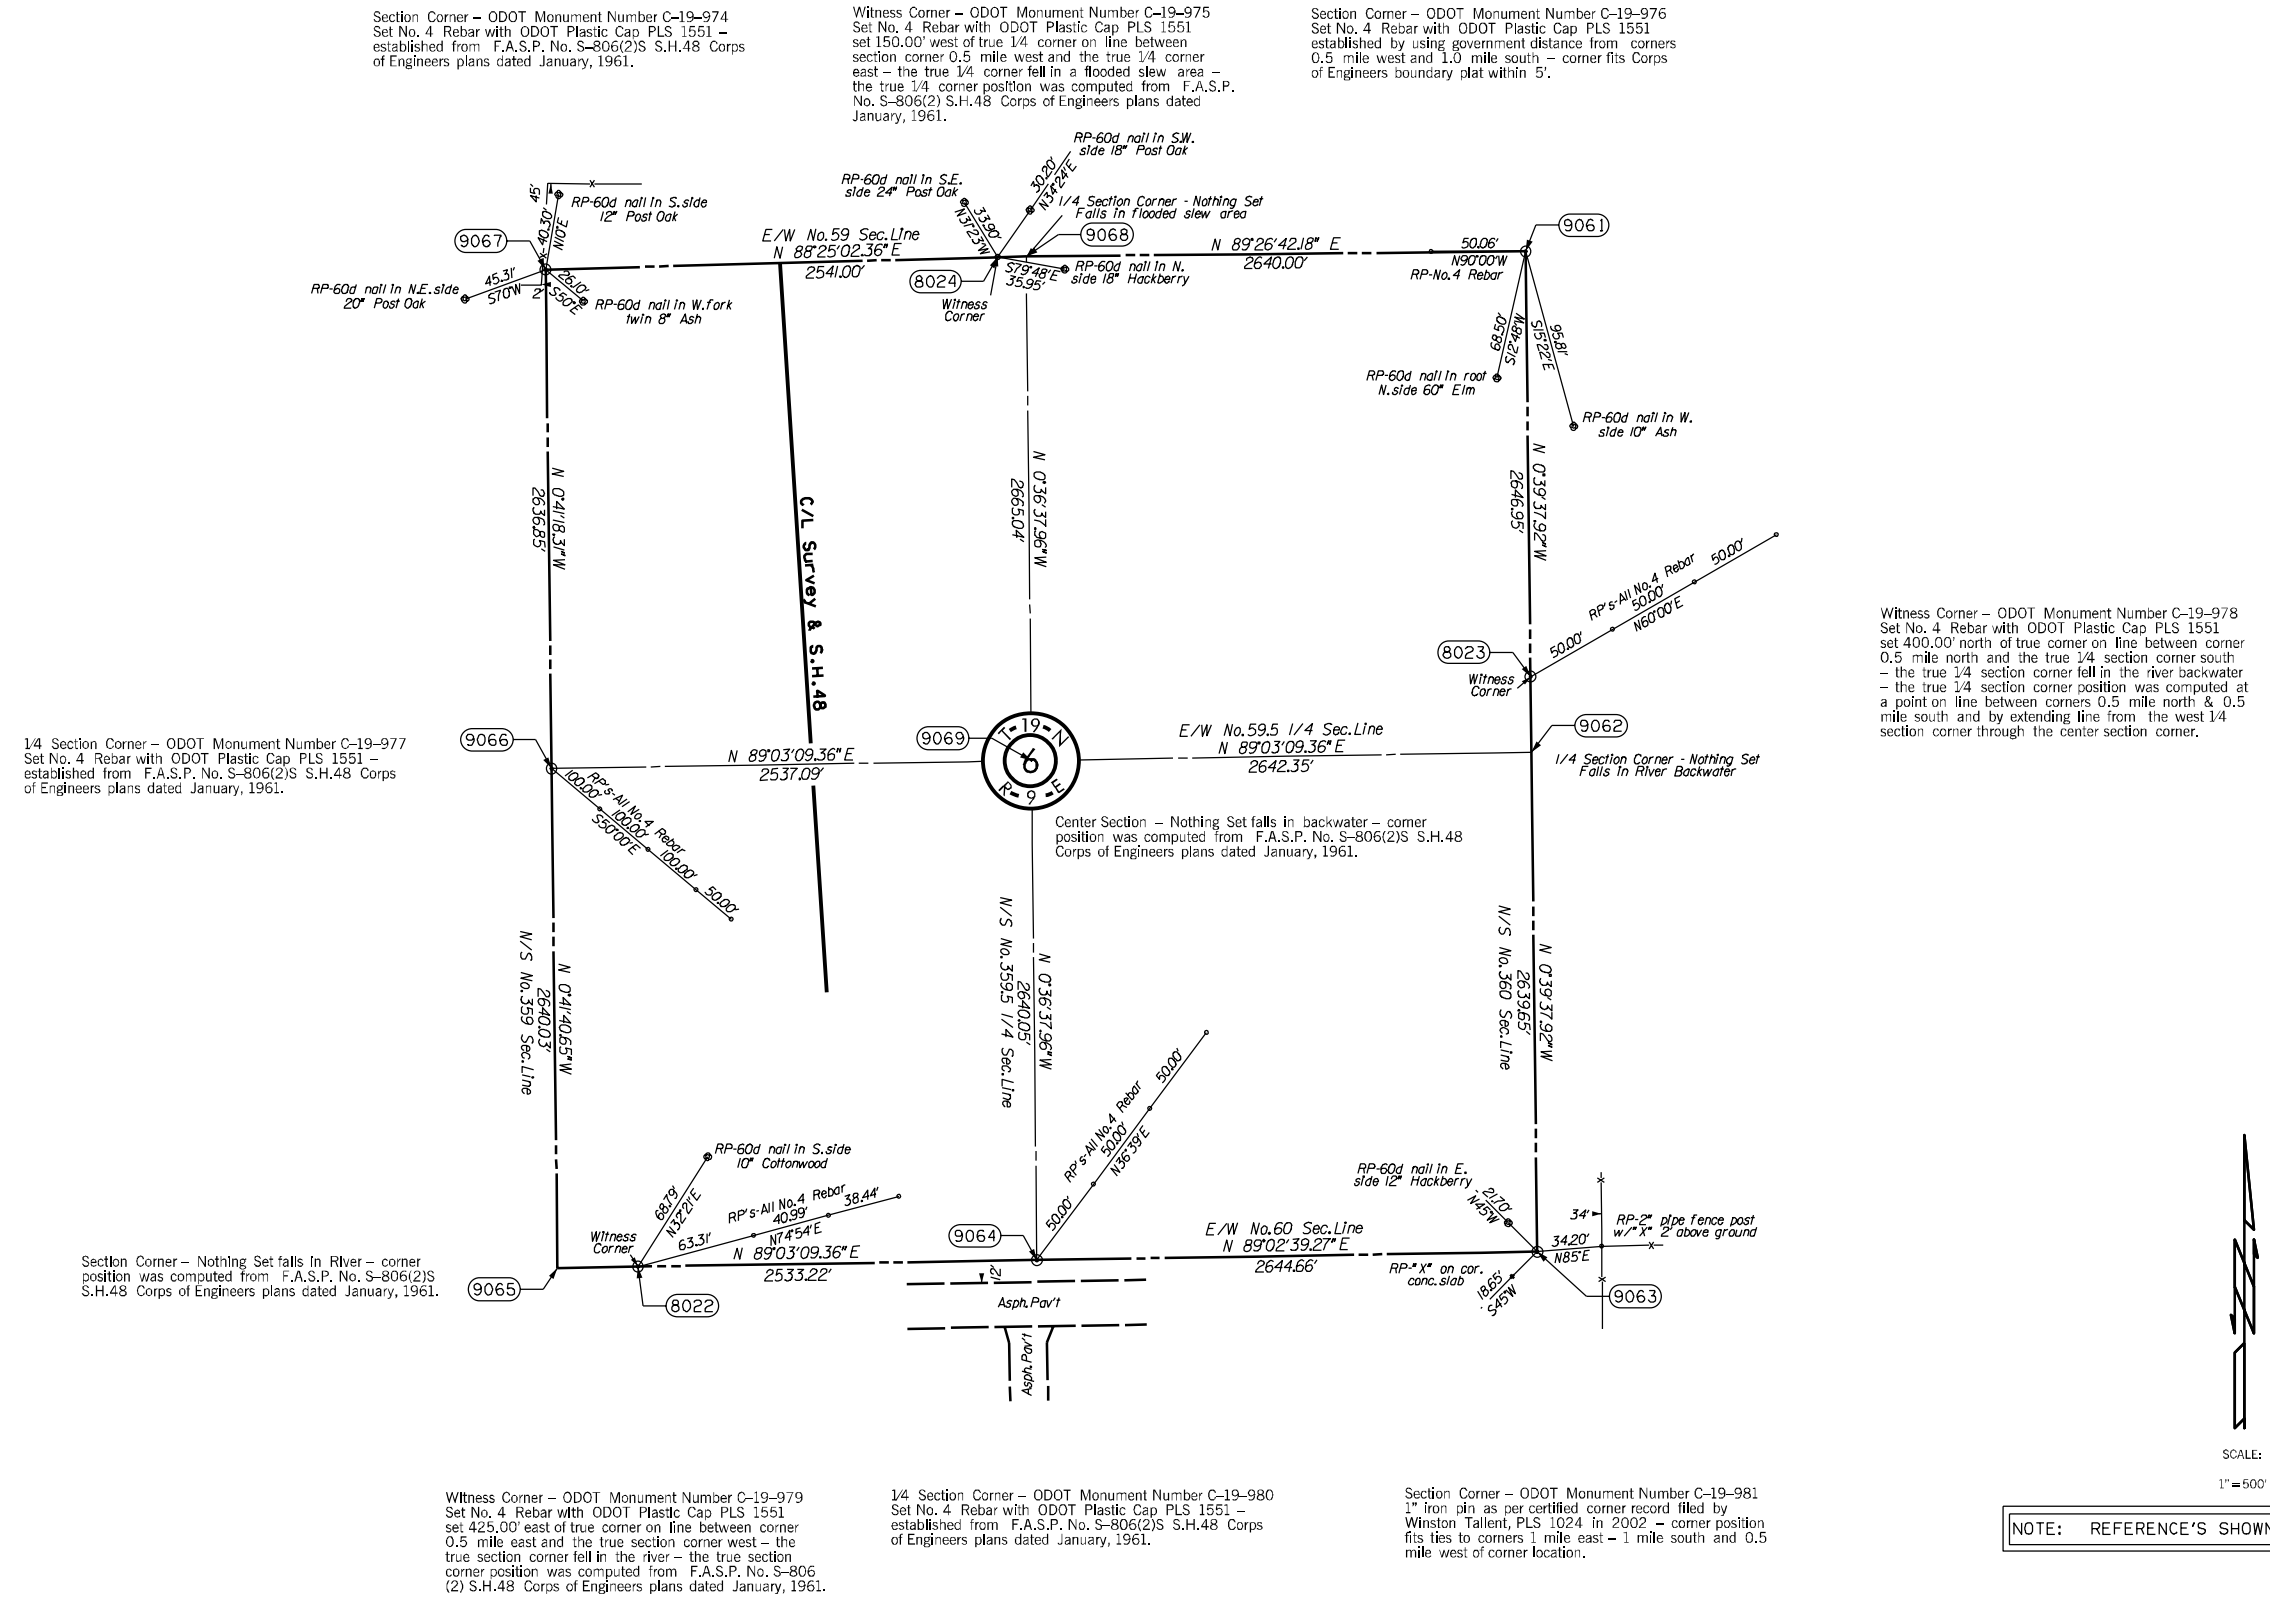 Section Corner – ODOT Monument Number C–19–974
Set No. 4 Rebar with ODOT Plastic Cap PLS 1551 –
established from F.A.S.P. No. S–806(2)S S.H.48 Corps
of Engineers plans dated January, 1961.
Witness Corner – ODOT Monument Number C–19–975
Set No. 4 Rebar with ODOT Plastic Cap PLS 1551
set 150.00' west of true 1/4 corner on line between
section corner 0.5 mile west and the true 1/4 corner
east – the true 1/4 corner fell in a flooded slew area –
the true 1/4 corner position was computed from F.A.S.P.
No. S–806(2) S.H.48 Corps of Engineers plans dated
January, 1961.
Section Corner – ODOT Monument Number C–19–976
Set No. 4 Rebar with ODOT Plastic Cap PLS 1551
established by using government distance from corners
0.5 mile west and 1.0 mile south – corner fits Corps
of Engineers boundary plat within 5'.
RP-60d nail in S.W.
side 18" Post Oak
30.20'
N34°24'E
RP-60d nail in S.E.
side 24" Post Oak
33.90'
N31°23'W
1/4 Section Corner - Nothing Set
Falls in flooded slew area
45'
40.30'
N10°E
RP-60d nail in S.side
12" Post Oak
9067
E/W No.59 Sec.Line
N 88°25'02.36" E
2541.00'
9068
N 89°26'42.18" E
2640.00'
50.06'
N90°00'W
RP-No.4 Rebar
9061
45.31'
S70°W
2'
26.10'
S50°E
RP-60d nail in N.E.side
20" Post Oak
RP-60d nail in W.fork
twin 8" Ash
8024
Witness
Corner
S79°48'E
35.95'
RP-60d nail in N.
side 18" Hackberry
68.50'
S12°48'W
95.81'
S15°22'E
RP-60d nail in root
N.side 60" Elm
RP-60d nail in W.
side 10" Ash
N 0°41'18.31" W
2636.85'
C/L Survey & S.H.48
N 0°36'37.96"W
2665.04'
N 0°39'37.92"W
2646.95'
RP's-All No.4 Rebar
50.00'
50.00'
50.00'
N60°00'E
8023
Witness
Corner
Witness Corner – ODOT Monument Number C–19–978
Set No. 4 Rebar with ODOT Plastic Cap PLS 1551
set 400.00' north of true corner on line between corner
0.5 mile north and the true 1/4 section corner south
– the true 1/4 section corner fell in the river backwater
– the true 1/4 section corner position was computed at
a point on line between corners 0.5 mile north & 0.5
mile south and by extending line from the west 1/4
section corner through the center section corner.
1/4 Section Corner – ODOT Monument Number C–19–977
Set No. 4 Rebar with ODOT Plastic Cap PLS 1551 –
established from F.A.S.P. No. S–806(2)S S.H.48 Corps
of Engineers plans dated January, 1961.
9066
N 89°03'09.36" E
2537.09'
9069
T-19-N
6
R-9-E
E/W No.59.5 1/4 Sec.Line
N 89°03'09.36" E
2642.35'
9062
1/4 Section Corner - Nothing Set
Falls in River Backwater
RP's-All No.4 Rebar
100.00'
100.00'
100.00'
50.00'
S50°00'E
Center Section – Nothing Set falls in backwater – corner
position was computed from F.A.S.P. No. S–806(2)S S.H.48
Corps of Engineers plans dated January, 1961.
N/S No.359 Sec.Line
2640.03'
N 0°41'40.65"W
N/S No.359.5 1/4 Sec.Line
2640.05'
N 0°36'37.96"W
N/S No.360 Sec.Line
2639.65'
N 0°39'37.92"W
RP-60d nail in S.side
10" Cottonwood
68.79'
N32°21'E
RP's-All No.4 Rebar
63.31'
40.99'
38.44'
N74°54'E
Witness
Corner
RP's-All No.4 Rebar
50.00'
50.00'
50.00'
N36°39'E
RP-60d nail in E.
side 12" Hackberry
21.70'
N45°W
34'
RP-2" pipe fence post
w/"X" 2' above ground
34.20'
N85°E
Section Corner – Nothing Set falls in River – corner
position was computed from F.A.S.P. No. S–806(2)S
S.H.48 Corps of Engineers plans dated January, 1961.
9065
8022
N 89°03'09.36" E
2533.22'
9064
E/W No.60 Sec.Line
N 89°02'39.27" E
2644.66'
RP-"X" on cor.
conc.slab
18.65'
S45°W
9063
12'
Asph.Pav't
Asph.Pav't
SCALE:
1"=500'
Witness Corner – ODOT Monument Number C–19–979
Set No. 4 Rebar with ODOT Plastic Cap PLS 1551
set 425.00' east of true corner on line between corner
0.5 mile east and the true section corner west – the
true section corner fell in the river – the true section
corner position was computed from F.A.S.P. No. S–806
(2) S.H.48 Corps of Engineers plans dated January, 1961.
1/4 Section Corner – ODOT Monument Number C–19–980
Set No. 4 Rebar with ODOT Plastic Cap PLS 1551 –
established from F.A.S.P. No. S–806(2)S S.H.48 Corps
of Engineers plans dated January, 1961.
Section Corner – ODOT Monument Number C–19–981
1" iron pin as per certified corner record filed by
Winston Tallent, PLS 1024 in 2002 – corner position
fits ties to corners 1 mile east – 1 mile south and 0.5
mile west of corner location.
NOTE: REFERENCE'S SHOWN